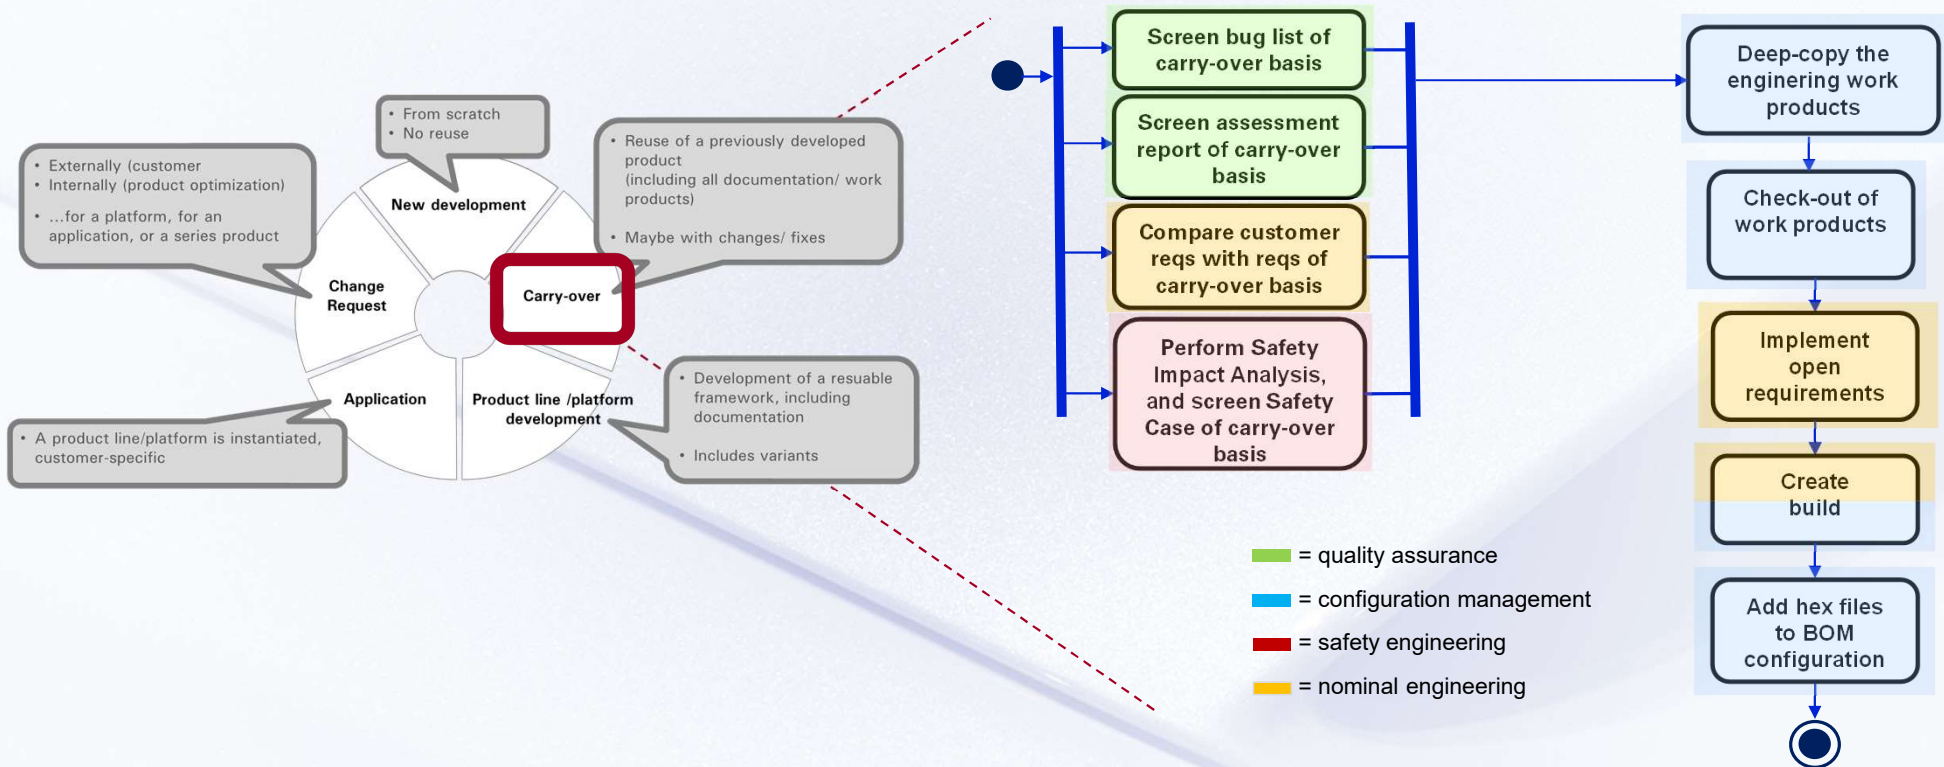 • From scratch
• No reuse
• Externally (customer
• Internally (product optimization)
• ...for a platform, for an
application, or a series product
• Reuse of a previously developed
product
(including all documentation/ work
products)
• Maybe with changes/ fixes
New development
Change
Request
Carry-over
Application
Product line /platform
development
• A product line/platform is instantiated,
customer-specific
• Development of a resuable
framework, including
documentation
• Includes variants
Screen bug list of
carry-over basis
Screen assessment
report of carry-over
basis
Compare customer
reqs with reqs of
carry-over basis
Perform Safety
Impact Analysis,
and screen Safety
Case of carry-over
basis
Deep-copy the
enginering work
products
Check-out of
work products
Implement
open
requirements
Create
build
Add hex files
to BOM
configuration
= quality assurance
= configuration management
= safety engineering
= nominal engineering